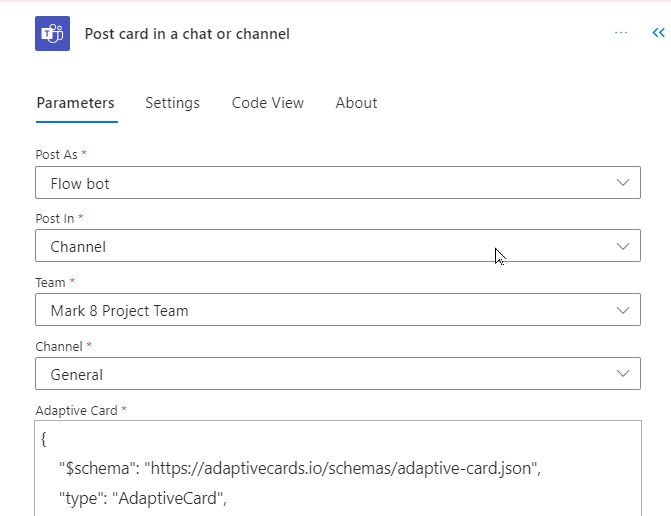 Post card in a chat or channel
Parameters Settings Code View About
Post As *
Flow bot
Post In *
Channel
Team *
Mark 8 Project Team
Channel *
General
Adaptive Card *
{
"$schema": "https://adaptivecards.io/schemas/adaptive-card.json",
"type": "AdaptiveCard",